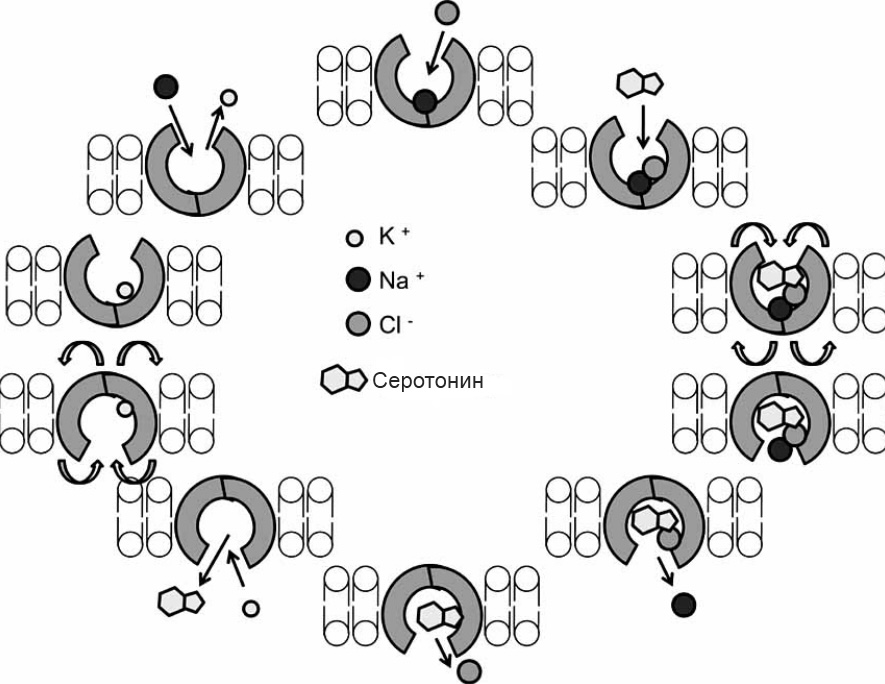 K +
Na +
Cl -
Серотонин